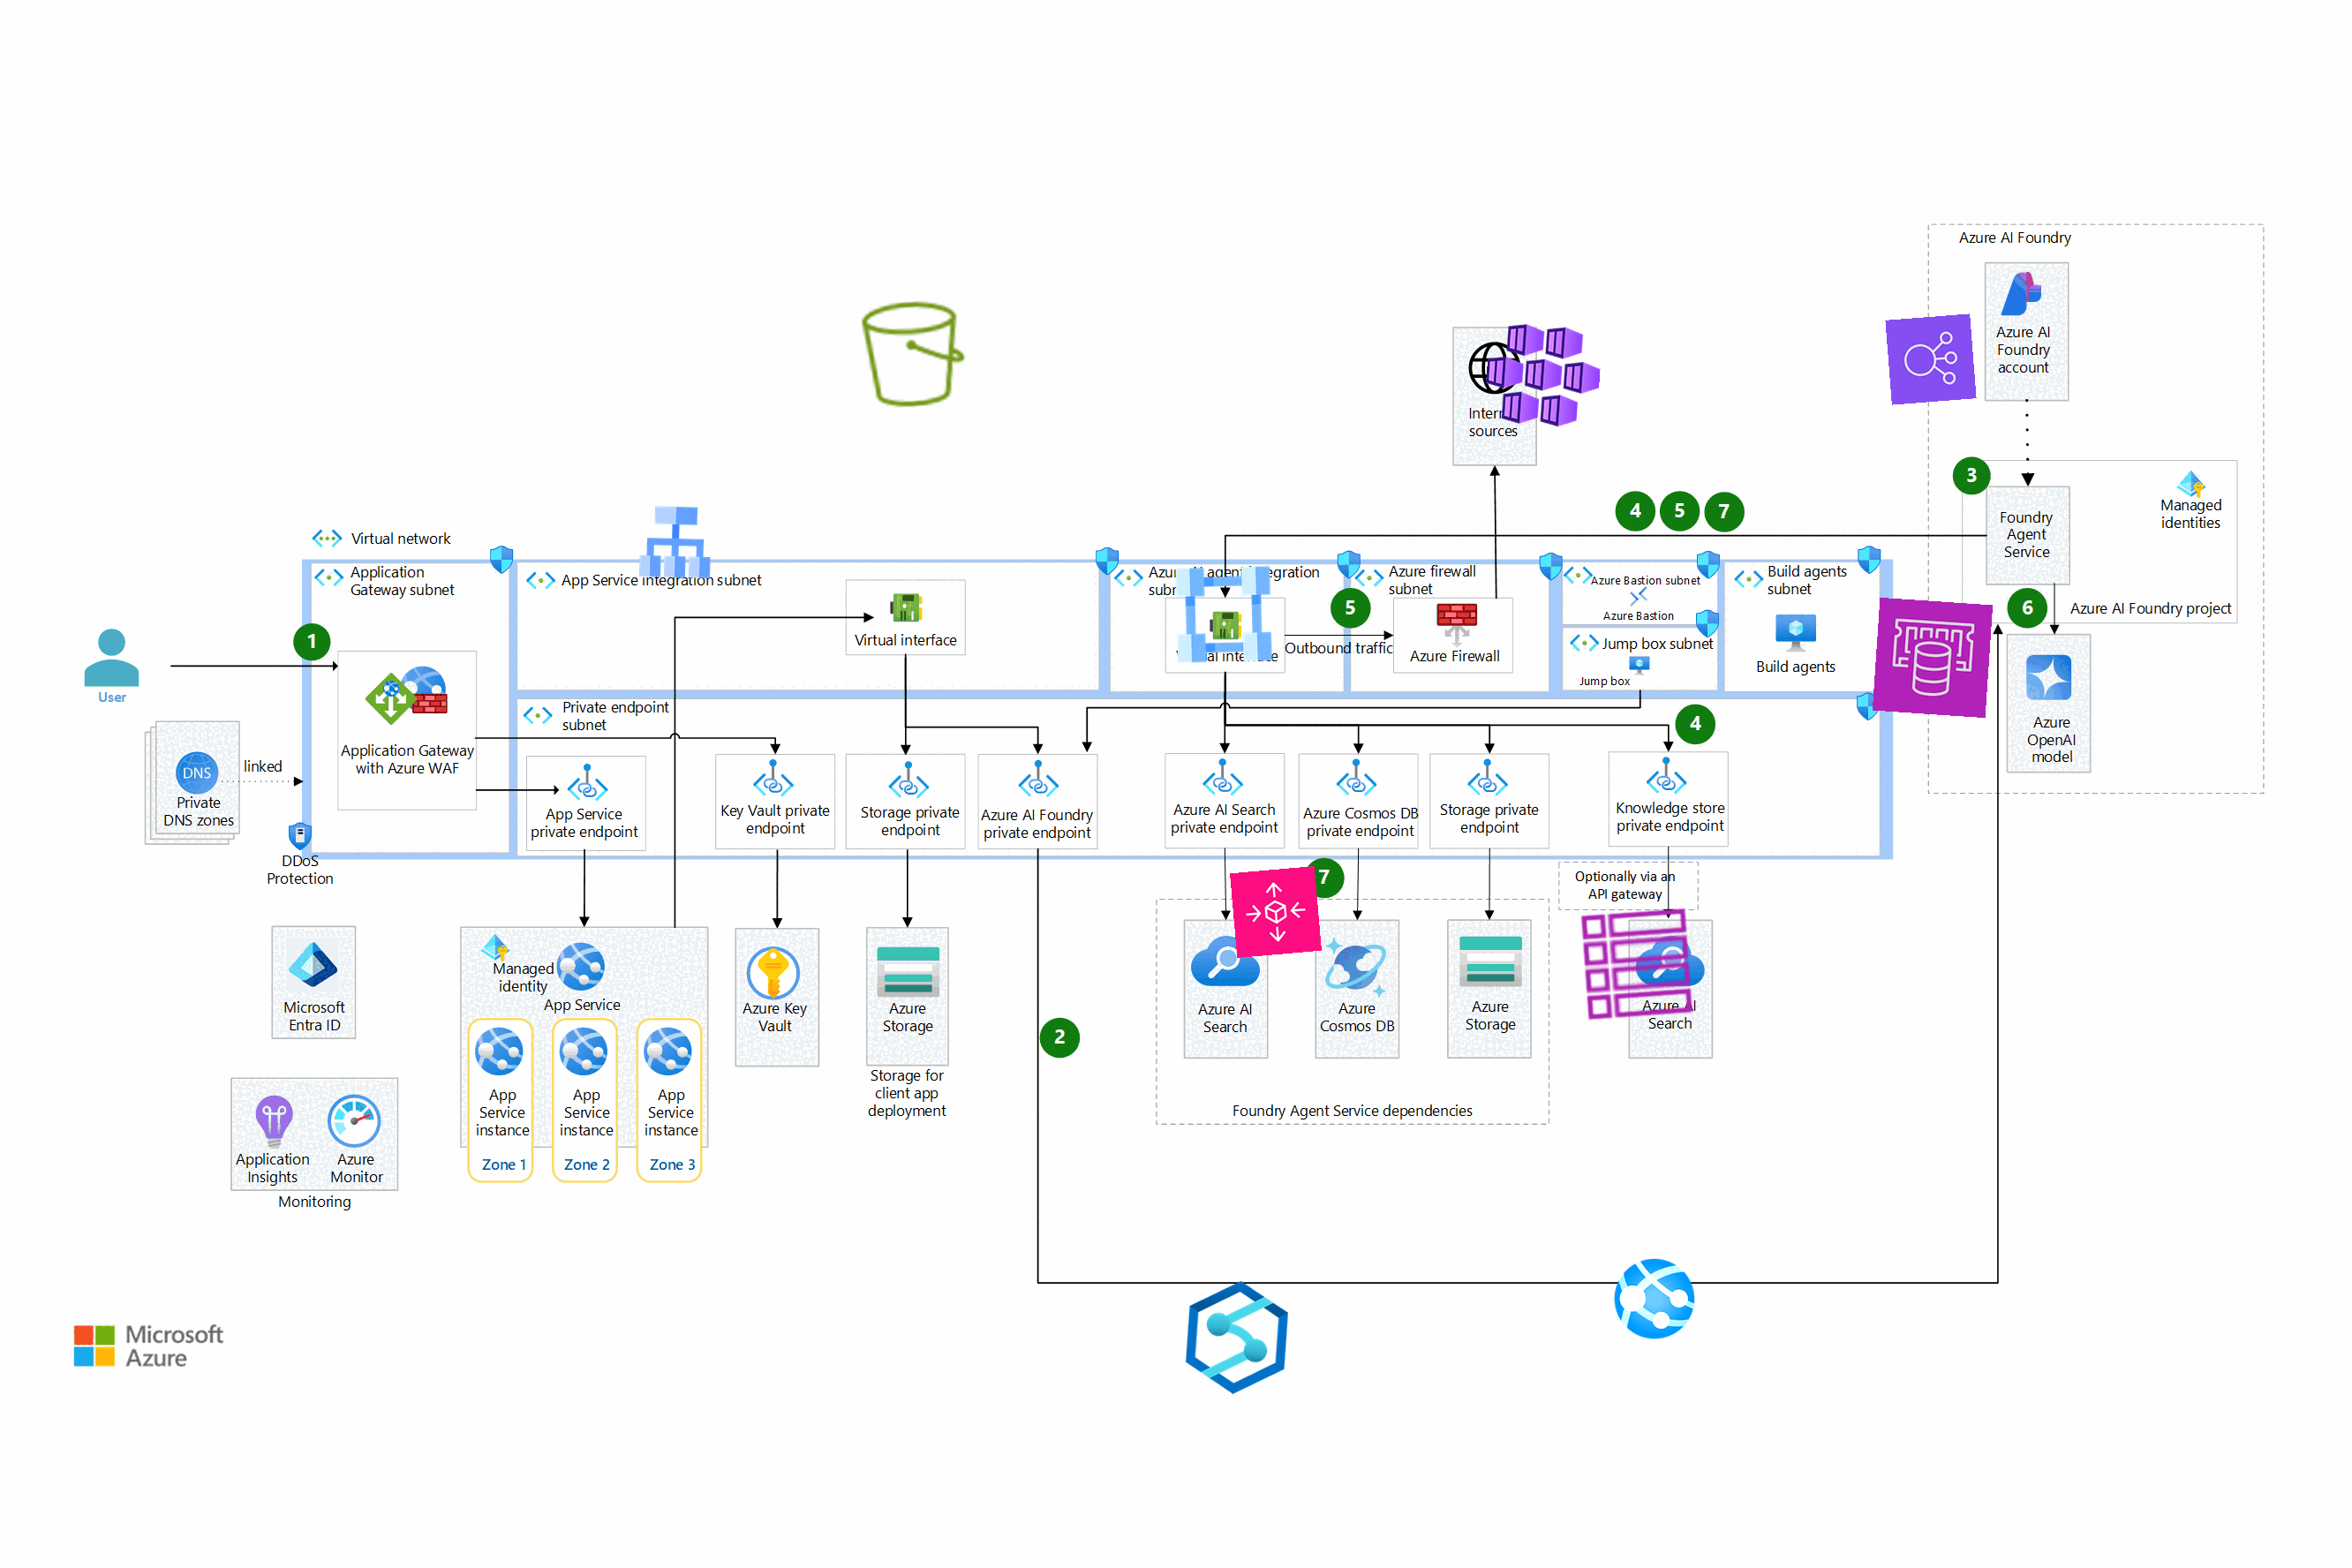 Azure AI Foundry
Azure AI
Foundry
account
sources
3
Managed
identities
Foundry
Agent
Service
4
5
7
Azure AI Foundry project
6
Azure
OpenAI
model
Virtual network
Application
Gateway subnet
App Service integration subnet
Virtual interface
agent
integration
Azure firewall
subnet
5
Outbound traffic
Azure Firewall
Azure Bastion subnet
Azure Bastion
Jump box subnet
Jump box
Build agents
subnet
Build agents
1
User
Application Gateway
with Azure WAF
DNS
Private
DNS zones
linked
DDoS
Protection
Private endpoint
subnet
App Service
private endpoint
Key Vault private
endpoint
Storage private
endpoint
Azure AI Foundry
private endpoint
Azure AI Search
private endpoint
Azure Cosmos DB
private endpoint
Storage private
endpoint
4
Knowledge store
private endpoint
7
Optionally via an
API gateway
Microsoft
Entra ID
Managed
identity
App Service
App
Service
instance
Zone 1
App
Service
instance
Zone 2
App
Service
instance
Zone 3
Azure Key
Vault
Azure
Storage
Storage for
client app
deployment
2
Azure AI
Search
Azure
Cosmos DB
Azure
Storage
Foundry Agent Service dependencies
Azure AI
Search
Application
Insights
Azure
Monitor
Monitoring
Microsoft
Azure